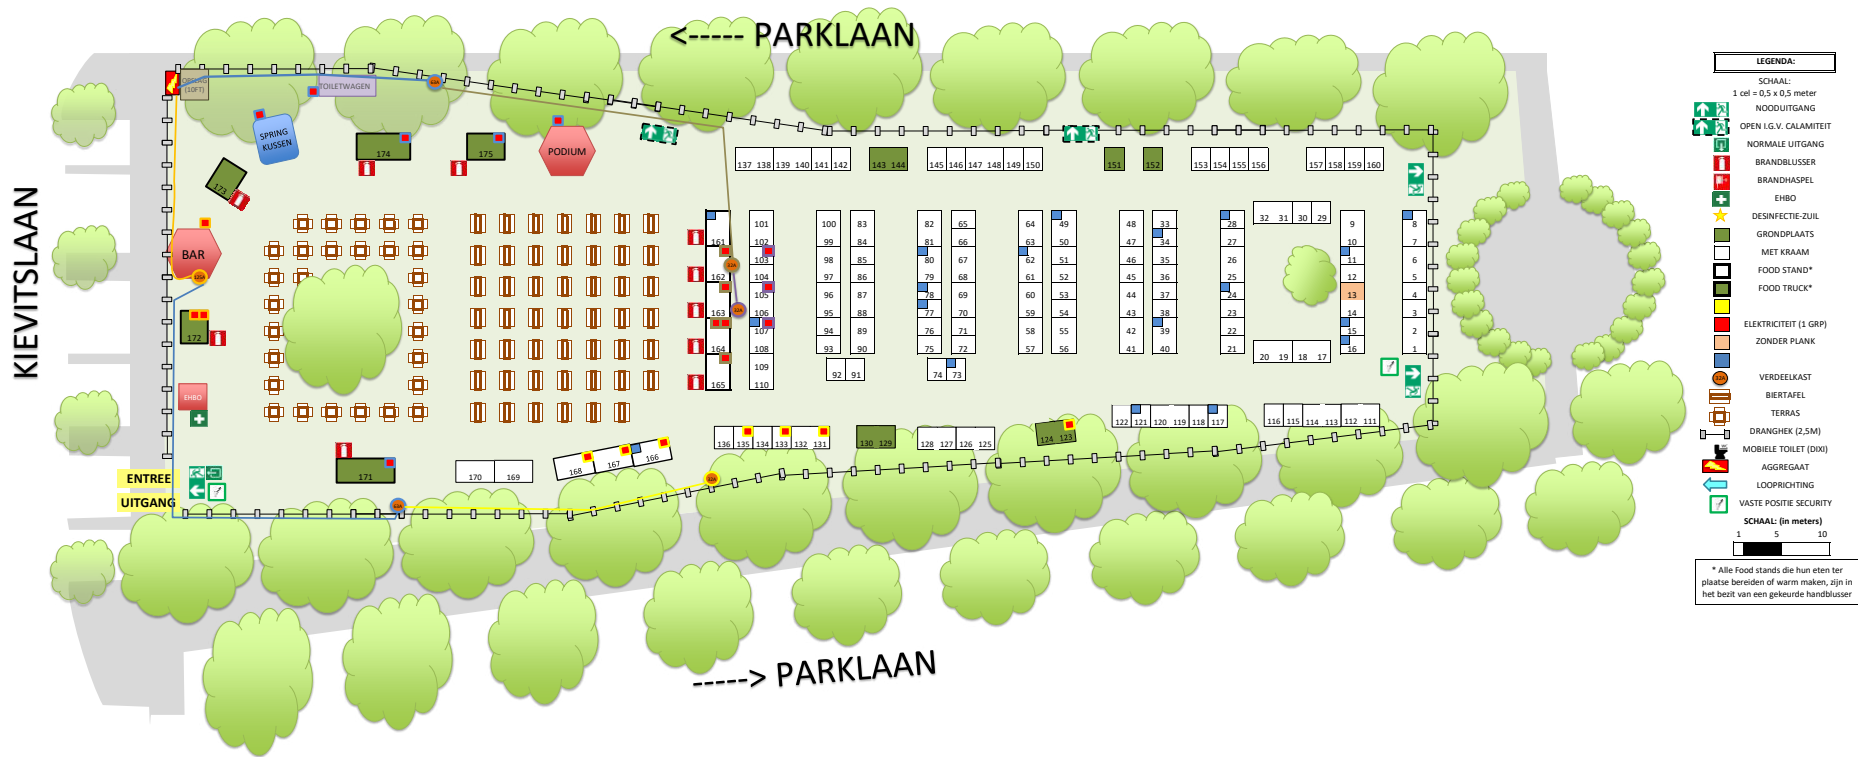 <----- PARKLAAN
KIEVITSLAAN
OPSLAG
(10FT)
TOILETWAGEN
32A
SPRING
KUSSEN
174
175
PODIUM
173
BAR
125A
172
EHBO
ENTREE
UITGANG
171
63A
170 169
168 167 166
32A
137 138 139 140 141 142
143 144
145 146 147 148 149 150
151
152
153 154 155 156
157 158 159 160
161
162
163
164
165
32A
32A
101
102
103
104
105
106
107
108
109
110
100 83
99 84
98 85
97 86
96 87
95 88
94 89
93 90
92 91
82 65
81 66
80 67
79 68
78 69
77 70
76 71
75 72
74 73
64 49
63 50
62 51
61 52
60 53
59 54
58 55
57 56
48 33
47 34
46 35
45 36
44 37
43 38
42 39
41 40
28
27
26
25
24
23
22
21
32 31 30 29
20 19 18 17
9
10
11
12
13
14
15
16
8
7
6
5
4
3
2
1
136 135 134 133 132 131
130 129
128 127 126 125
124 123
122 121 120 119 118 117
116 115 114 113 112 111
-----> PARKLAAN
LEGENDA:
SCHAAL:
1 cel = 0,5 x 0,5 meter
NOODUITGANG
OPEN I.G.V. CALAMITEIT
NORMALE UITGANG
BRANDBLUSSER
BRANDHASPEL
EHBO
DESINFECTIE-ZUIL
GRONDPLAATS
MET KRAAM
FOOD STAND*
FOOD TRUCK*
ELEKTRICITEIT (1 GRP)
ZONDER PLANK
32A
VERDEELKAST
BIERTAFEL
TERRAS
DRANGHEK (2,5M)
MOBIELE TOILET (DIXI)
AGGREGAAT
LOOPRICHTING
VASTE POSITIE SECURITY
SCHAAL: (in meters)
1 5 10
* Alle Food stands die hun eten ter
plaatse bereiden of warm maken, zijn in
het bezit van een gekeurde handblusser